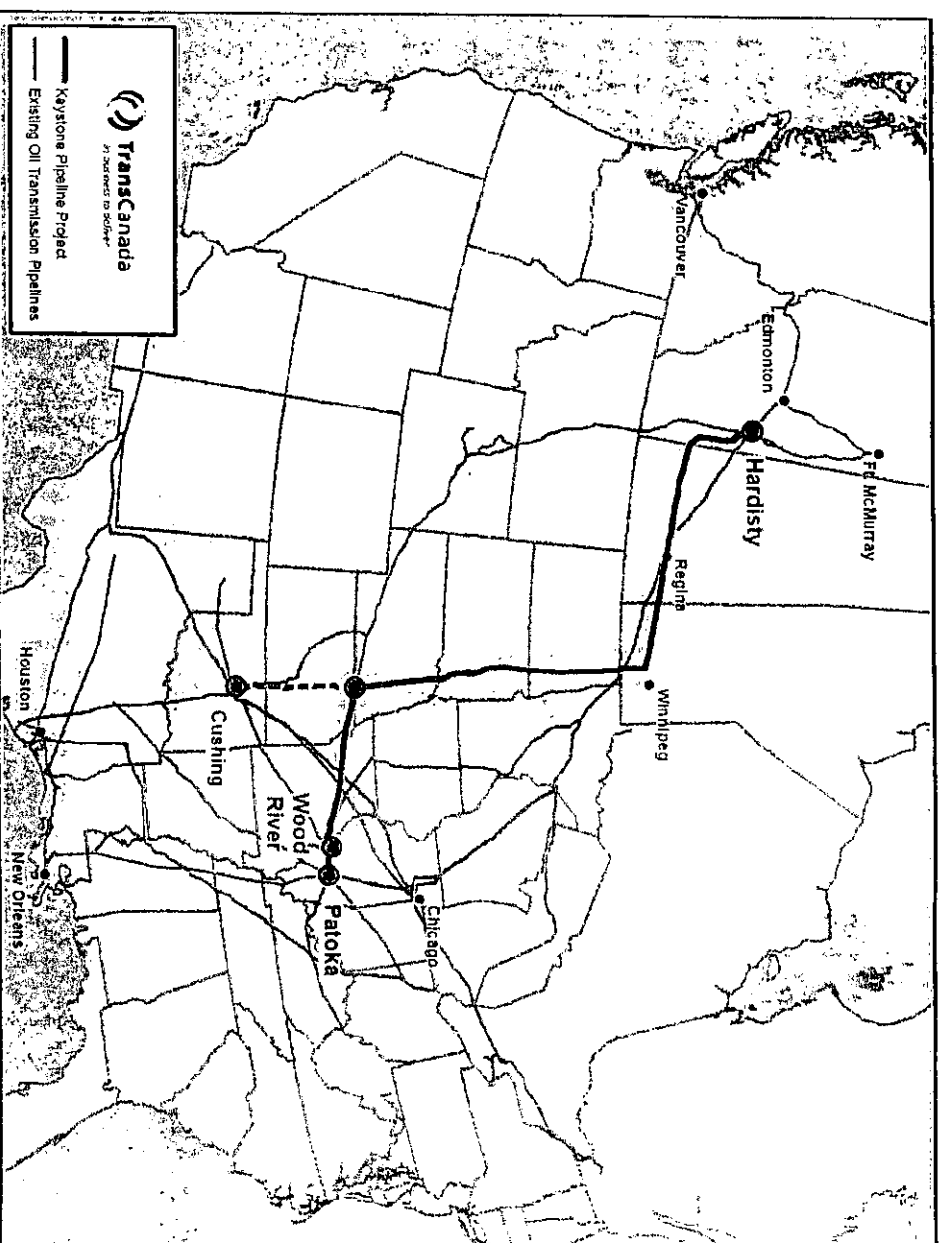 Ft. McMurray
Edmonton
Hardisty
Vancouver
Regina
Winnipeg
Chicago
Wood
River
Patoka
Cushing
Houston
New Orleans
TransCanada
In business to deliver
Keystone Pipeline Project
Existing Oil Transmission Pipelines